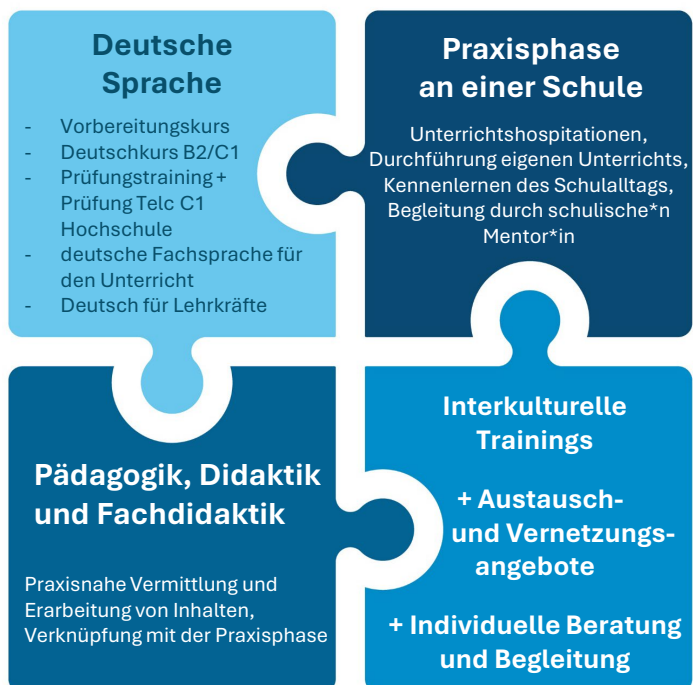 Deutsche
Sprache
- Vorbereitungskurs
- Deutschkurs B2/C1
- Prüfungstraining +
Prüfung Telc C1
Hochschule
- deutsche Fachsprache für
den Unterricht
- Deutsch für Lehrkräfte
Praxisphase
an einer Schule
Unterrichtshospitationen,
Durchführung eigenen Unterrichts,
Kennenlernen des Schulalltags,
Begleitung durch schulische*n
Mentor*in
Pädagogik, Didaktik
und Fachdidaktik
Praxisnahe Vermittlung und
Erarbeitung von Inhalten,
Verknüpfung mit der Praxisphase
Interkulturelle
Trainings
+ Austausch-
und Vernetzungs-
angebote
+ Individuelle Beratung
und Begleitung